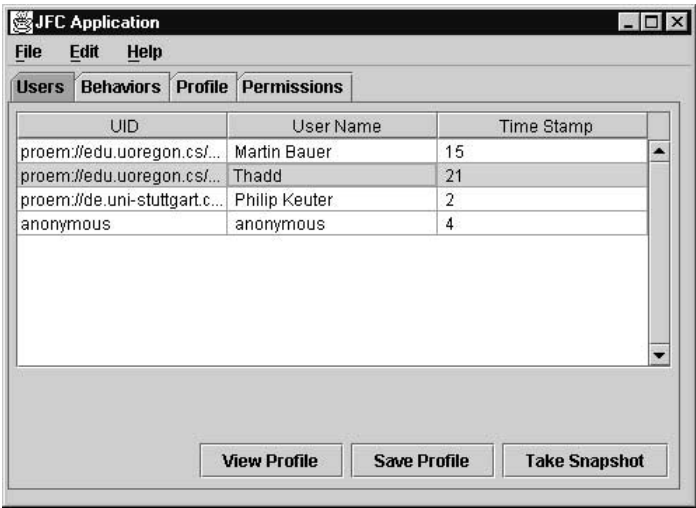 JFC Application
File Edit Help
Users Behaviors Profile Permissions
UID User Name Time Stamp
proem://edu.uoregon.cs/... Martin Bauer 15
proem://edu.uoregon.cs/... Thadd 21
proem://de.uni-stuttgart.c... Philip Keuter 2
anonymous anonymous 4
View Profile Save Profile Take Snapshot